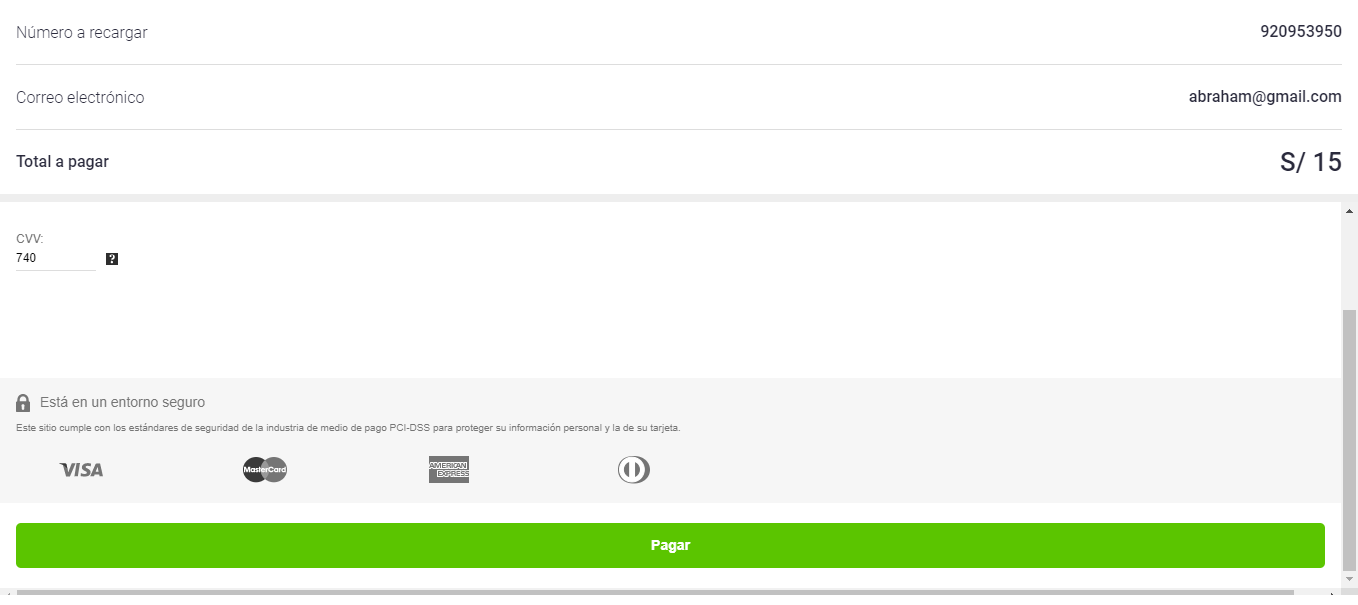 Número a recargar 920953950
Correo electrónico abraham@gmail.com
Total a pagar S/ 15
CVV:
740 ?
Está en un entorno seguro
Este sitio cumple con los estándares de seguridad de la industria de medio de pago PCI-DSS para proteger su información personal y la de su tarjeta.
VISA MasterCard AMERICAN EXPRESS
Pagar